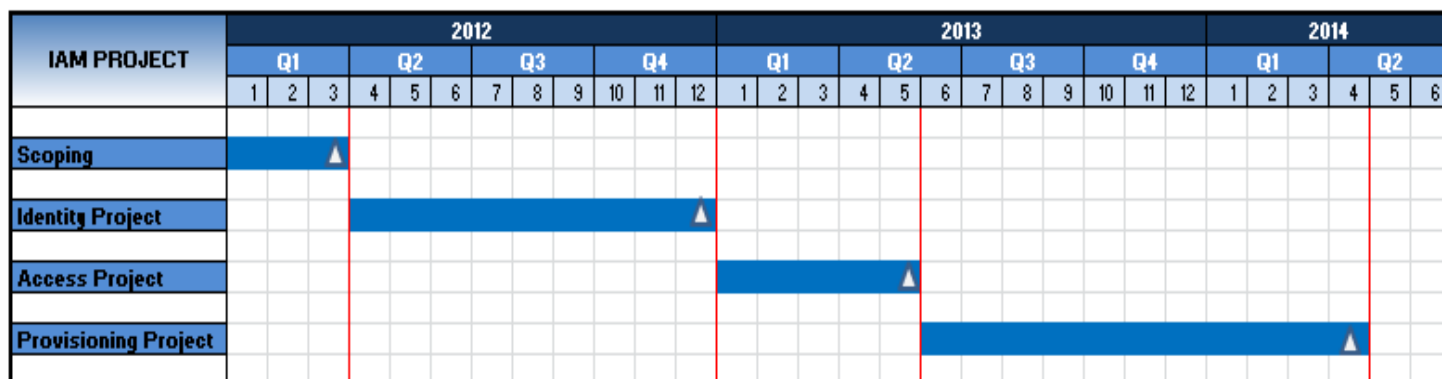 2012 2013 2014
IAM PROJECT
Q1 Q2 Q3 Q4 Q1 Q2 Q3 Q4 Q1 Q2
1 2 3 4 5 6 7 8 9 10 11 12 1 2 3 4 5 6 7 8 9 10 11 12 1 2 3 4 5 6
Scoping
Identity Project
Access Project
Provisioning Project